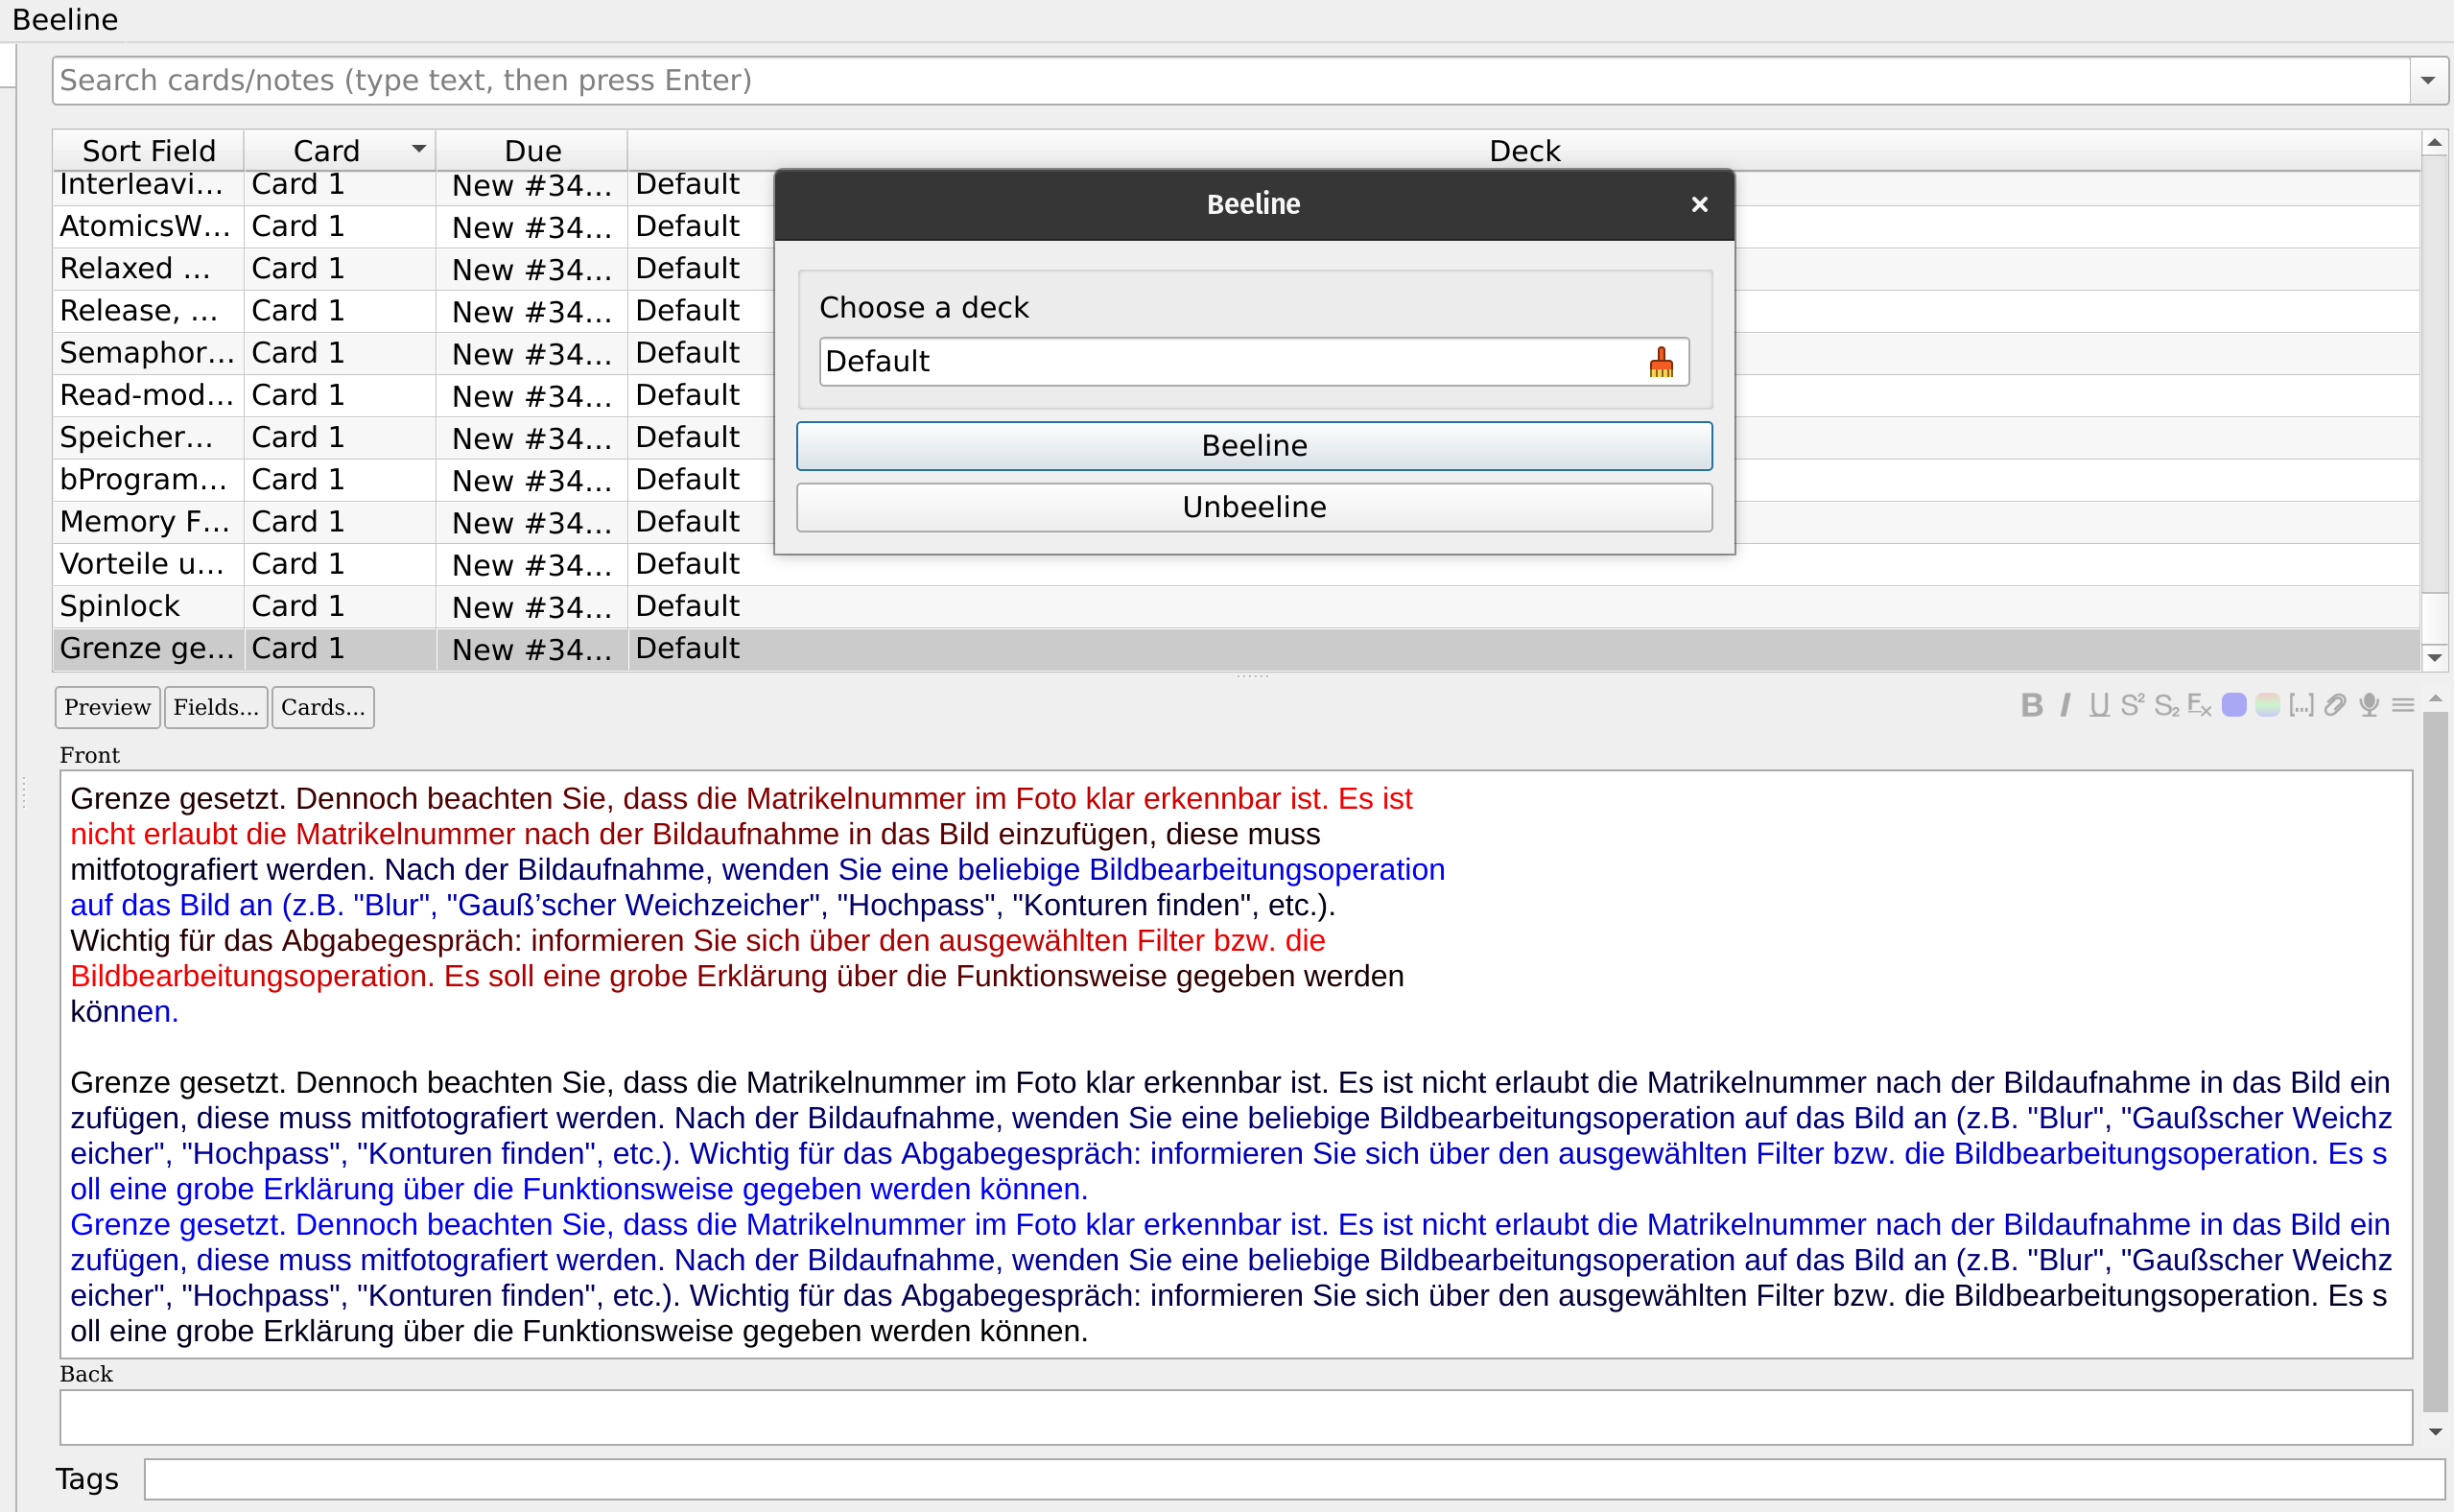 Beeline
Search cards/notes (type text, then press Enter)
Sort Field Card Due Deck
Interleavi... Card 1 New #34... Default
AtomicsW... Card 1 New #34... Default
Relaxed ... Card 1 New #34... Default
Release, ... Card 1 New #34... Default
Semaphor... Card 1 New #34... Default
Read-mod... Card 1 New #34... Default
Speicher... Card 1 New #34... Default
bProgram... Card 1 New #34... Default
Memory F... Card 1 New #34... Default
Vorteile u... Card 1 New #34... Default
Spinlock Card 1 New #34... Default
Grenze ge... Card 1 New #34... Default
Beeline ×
Choose a deck
Default
Beeline
Unbeeline
Preview Fields... Cards... B I U S² S₂ Fx [...]
Front
Grenze gesetzt. Dennoch beachten Sie, dass die Matrikelnummer im Foto klar erkennbar ist. Es ist
nicht erlaubt die Matrikelnummer nach der Bildaufnahme in das Bild einzufügen, diese muss
mitfotografiert werden. Nach der Bildaufnahme, wenden Sie eine beliebige Bildbearbeitungsoperation
auf das Bild an (z.B. "Blur", "Gauß’scher Weichzeicher", "Hochpass", "Konturen finden", etc.).
Wichtig für das Abgabegespräch: informieren Sie sich über den ausgewählten Filter bzw. die
Bildbearbeitungsoperation. Es soll eine grobe Erklärung über die Funktionsweise gegeben werden
können.
Grenze gesetzt. Dennoch beachten Sie, dass die Matrikelnummer im Foto klar erkennbar ist. Es ist nicht erlaubt die Matrikelnummer nach der Bildaufnahme in das Bild ein
zufügen, diese muss mitfotografiert werden. Nach der Bildaufnahme, wenden Sie eine beliebige Bildbearbeitungsoperation auf das Bild an (z.B. "Blur", "Gaußscher Weichz
eicher", "Hochpass", "Konturen finden", etc.). Wichtig für das Abgabegespräch: informieren Sie sich über den ausgewählten Filter bzw. die Bildbearbeitungsoperation. Es s
oll eine grobe Erklärung über die Funktionsweise gegeben werden können.
Grenze gesetzt. Dennoch beachten Sie, dass die Matrikelnummer im Foto klar erkennbar ist. Es ist nicht erlaubt die Matrikelnummer nach der Bildaufnahme in das Bild ein
zufügen, diese muss mitfotografiert werden. Nach der Bildaufnahme, wenden Sie eine beliebige Bildbearbeitungsoperation auf das Bild an (z.B. "Blur", "Gaußscher Weichz
eicher", "Hochpass", "Konturen finden", etc.). Wichtig für das Abgabegespräch: informieren Sie sich über den ausgewählten Filter bzw. die Bildbearbeitungsoperation. Es s
oll eine grobe Erklärung über die Funktionsweise gegeben werden können.
Back
Tags